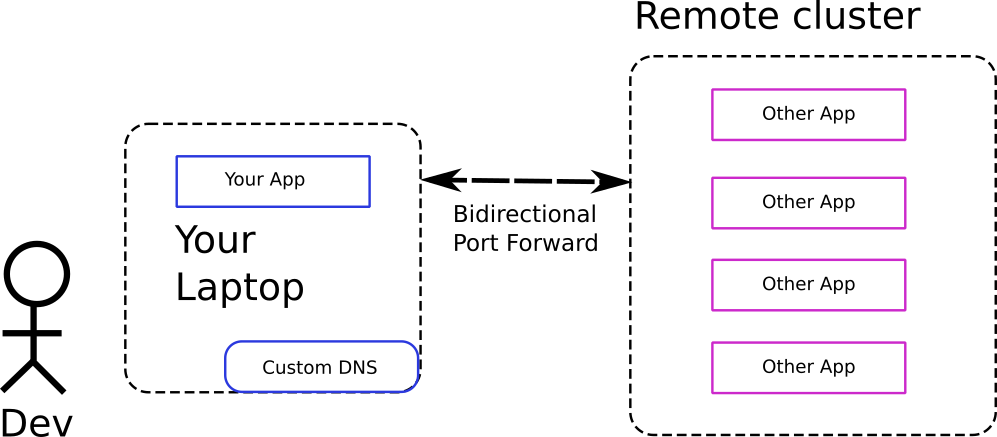 Remote cluster
Other App
Your App
Other App
Bidirectional
Port Forward
Your
Laptop
Other App
Custom DNS
Other App
Dev